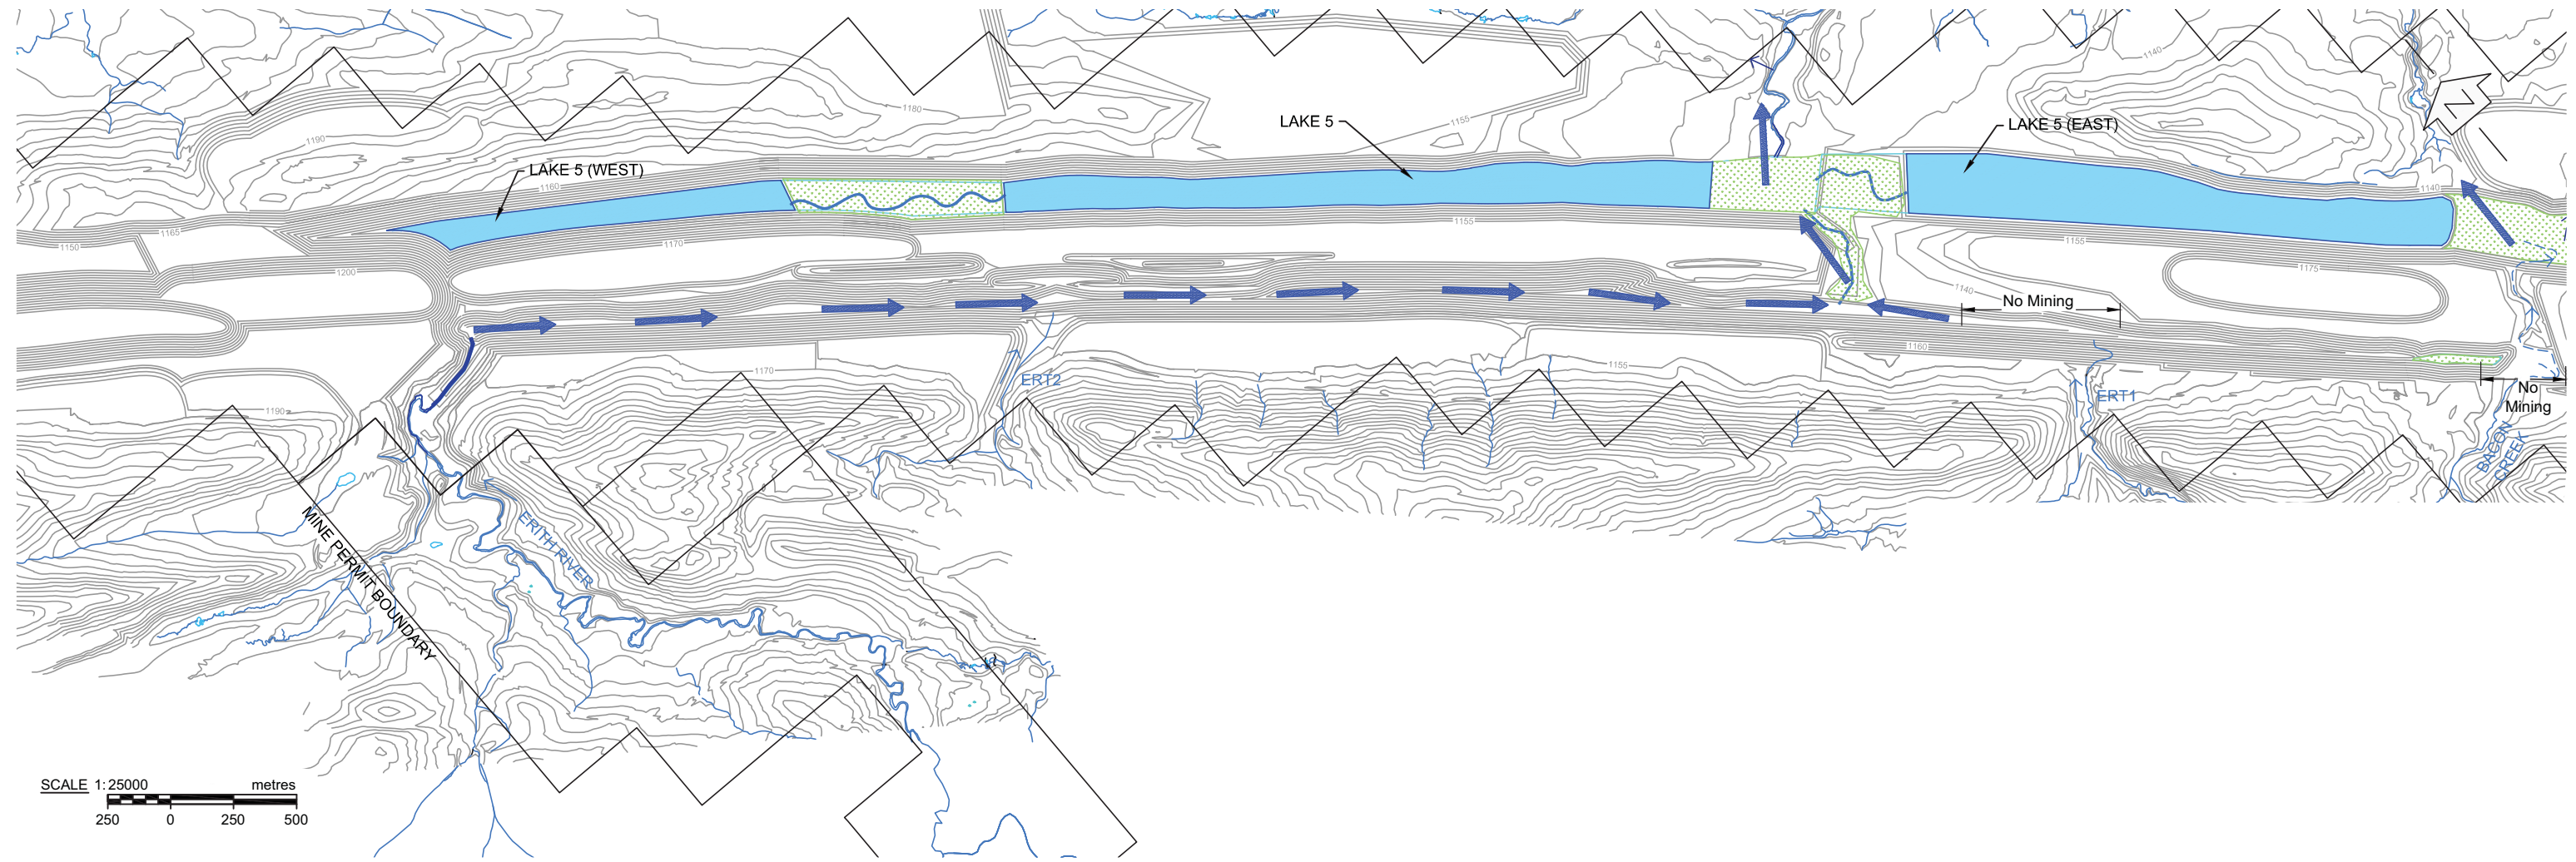 1140
1180
1190
1155
LAKE 5
LAKE 5 (EAST)
N
LAKE 5 (WEST)
1160
1140
1165
1150
1170
1155
1155
1200
1175
1140
No Mining
1160
1170
ERT2
1155
ERT1
No
Mining
1190
BACON
CREEK
MINE PERMIT BOUNDARY
ERITH RIVER
SCALE 1:25000 metres
250 0 250 500